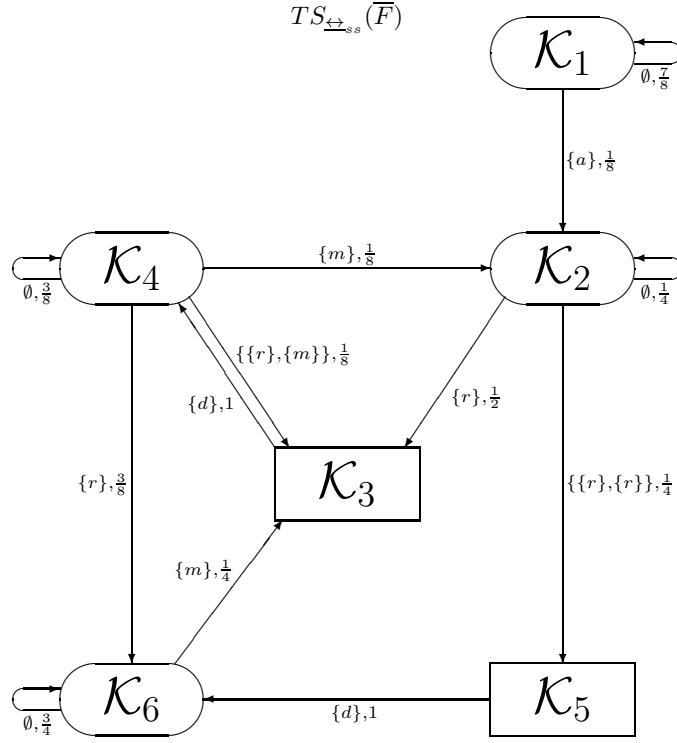 TS_{\underline{↔}_{ss}}(\overline{F})
𝒦₁
∅,7/8
{a},1/8
𝒦₄
{m},1/8
𝒦₂
∅,3/8
∅,1/4
{{r},{m}},1/8
{d},1
{r},1/2
{r},3/8
𝒦₃
{{r},{r}},1/4
{m},1/4
𝒦₆
{d},1
𝒦₅
∅,3/4